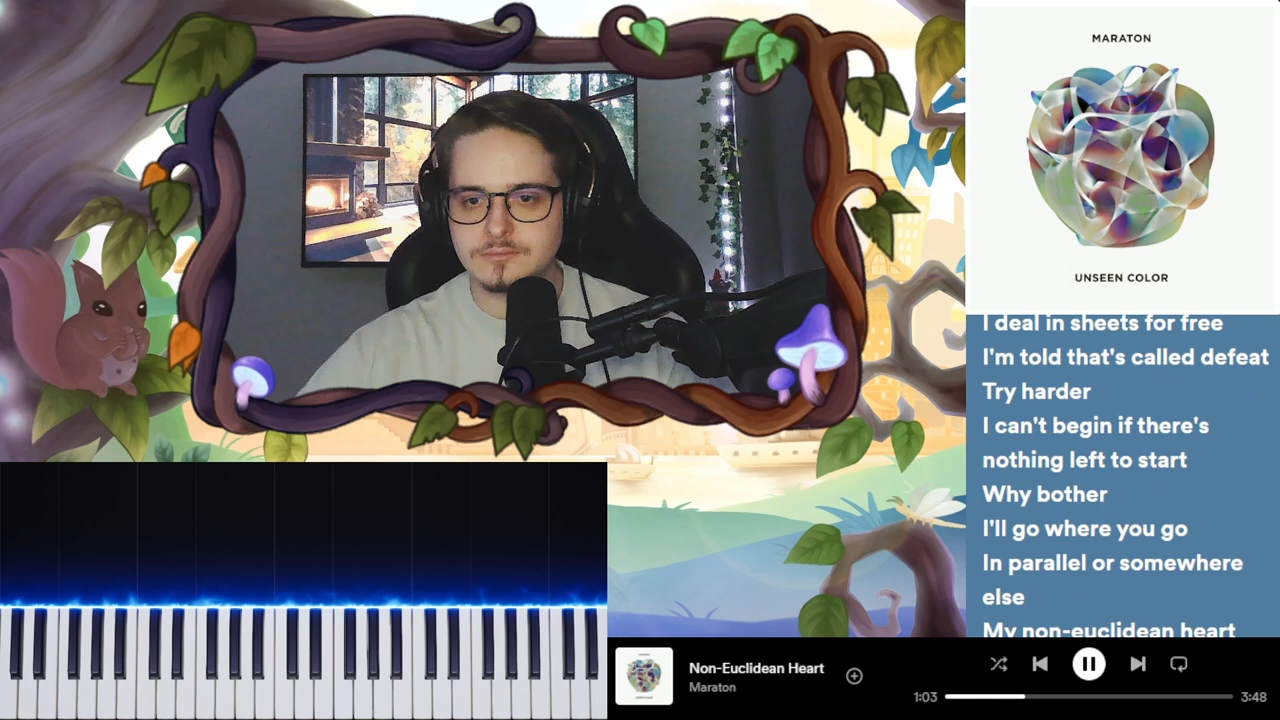 MARATON
UNSEEN COLOR
I deal in sheets for free
I'm told that's called defeat
Try harder
I can't begin if there's
nothing left to start
Why bother
I'll go where you go
In parallel or somewhere
else
My non-euclidean heart
Non-Euclidean Heart
Maraton
1:03
3:48